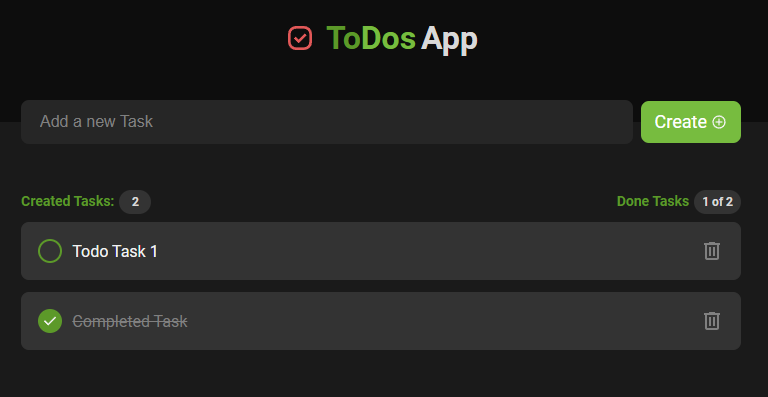 ToDos App
Add a new Task
Create
Created Tasks: 2
Done Tasks 1 of 2
Todo Task 1
Completed Task